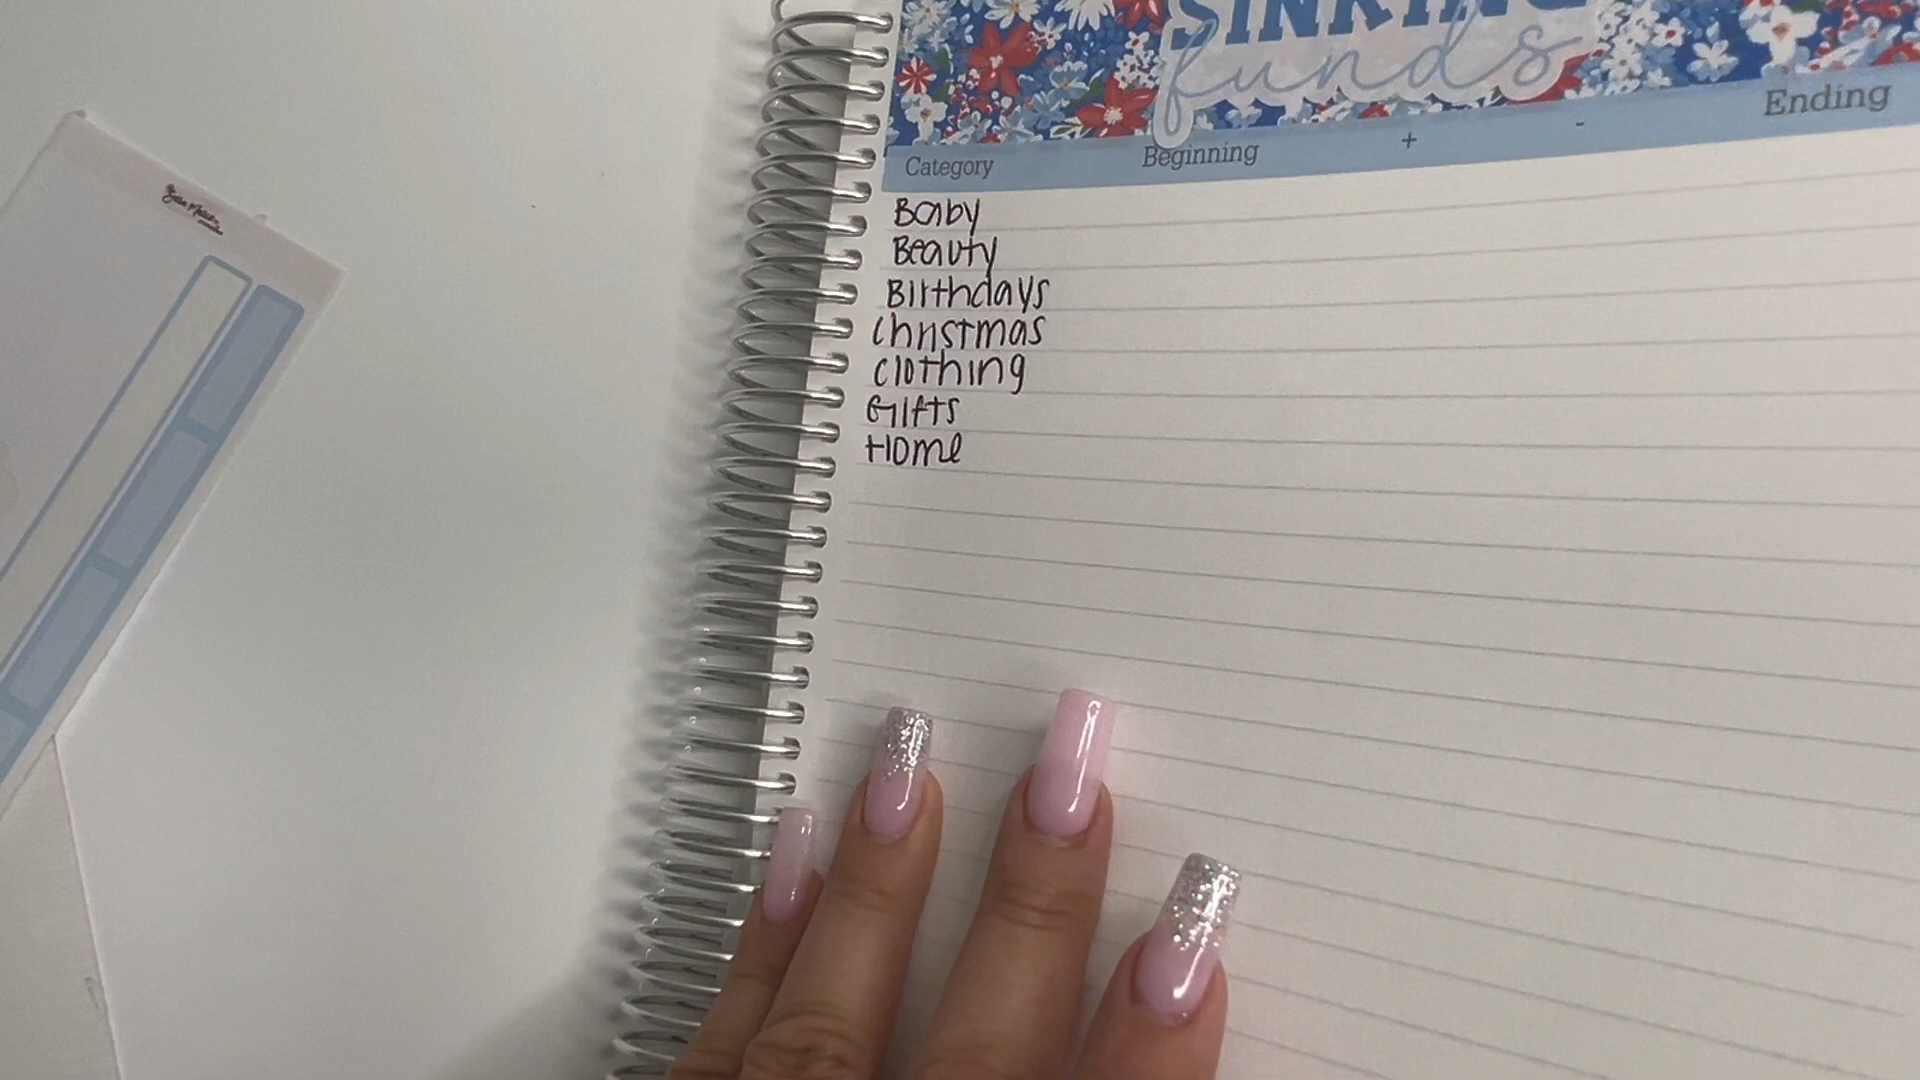 SINKING
funds
Category Beginning + - Ending
Baby
Beauty
Birthdays
Christmas
Clothing
Gifts
Home